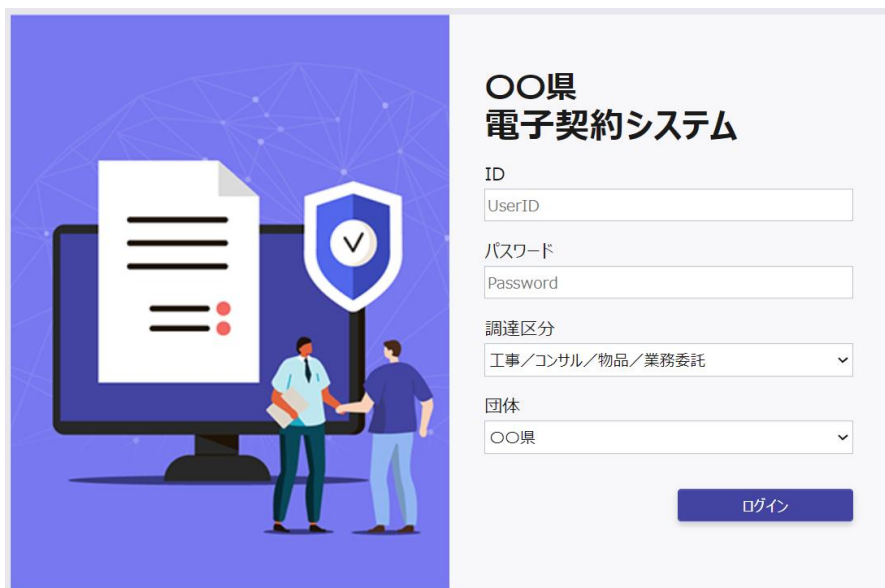 〇〇県
電子契約システム
ID
UserID
パスワード
Password
調達区分
工事／コンサル／物品／業務委託
団体
〇〇県
ログイン